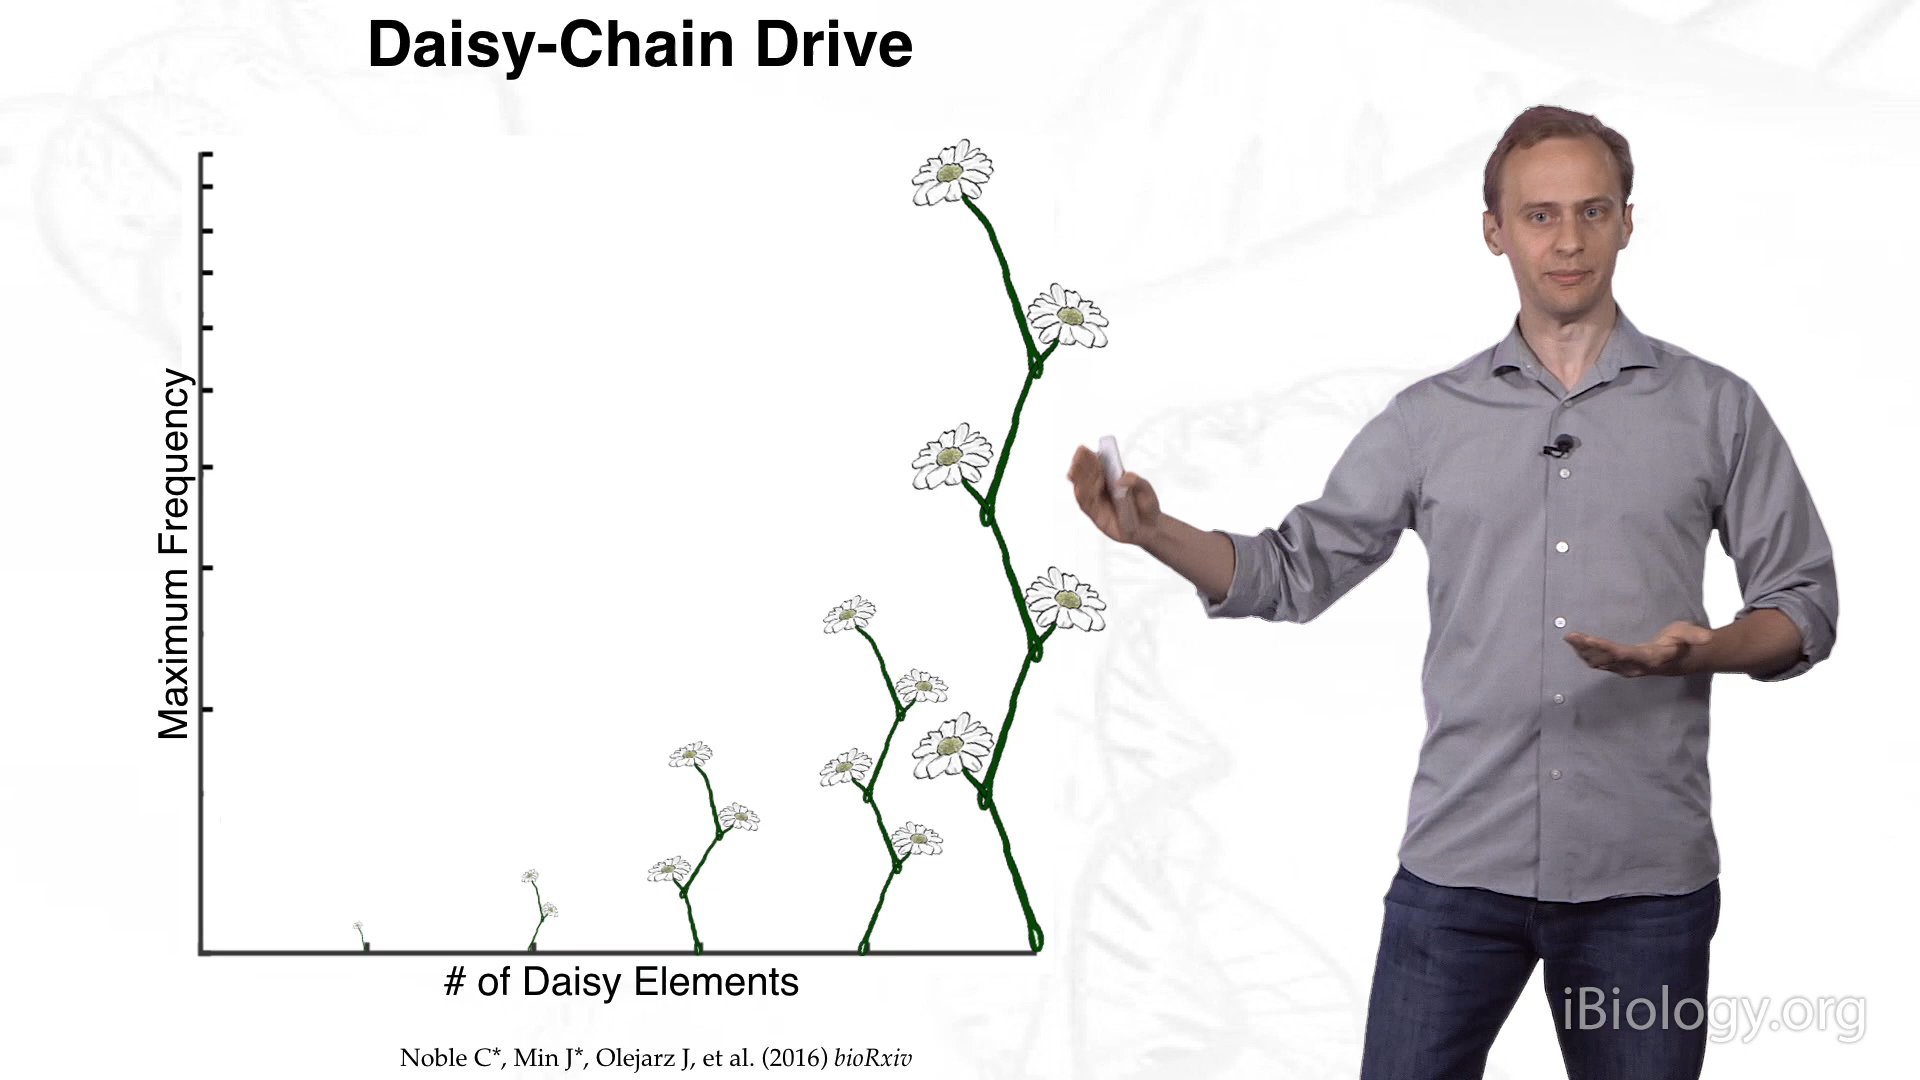 Daisy-Chain Drive
Maximum Frequency
# of Daisy Elements
Noble C*, Min J*, Olejarz J, et al. (2016) bioRxiv
iBiology.org